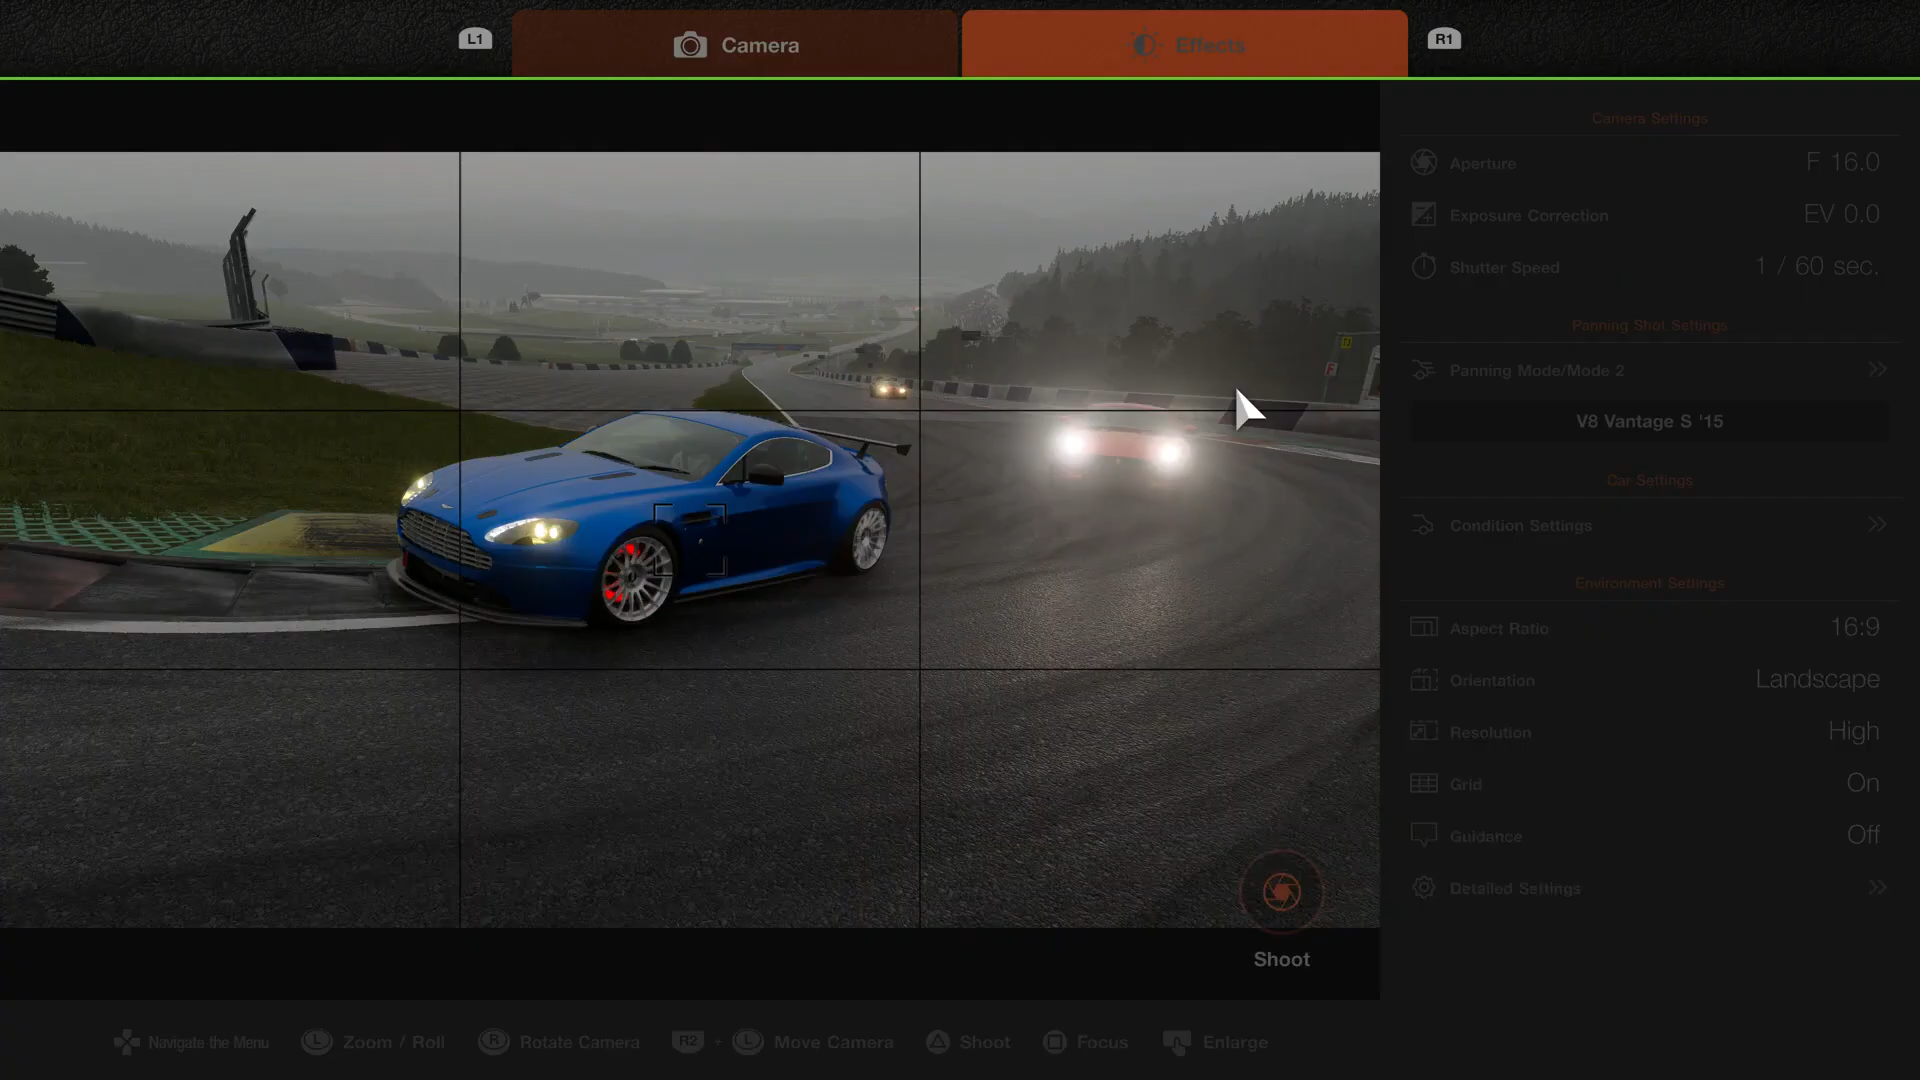 L1
Camera
Effects
R1
Camera Settings
Aperture F 16.0
Exposure Correction EV 0.0
Shutter Speed 1 / 60 sec.
Panning Shot Settings
Panning Mode/Mode 2
V8 Vantage S '15
Car Settings
Condition Settings
Environment Settings
Aspect Ratio 16:9
Orientation Landscape
Resolution High
Grid On
Guidance Off
Detailed Settings
Shoot
Navigate the Menu L Zoom / Roll R Rotate Camera R2 + L Move Camera Shoot Focus Enlarge